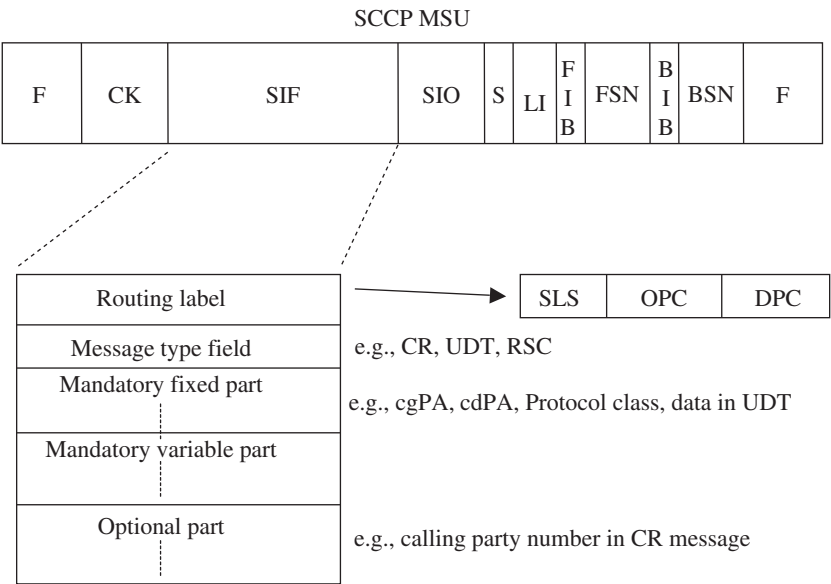 SCCP MSU
F CK SIF SIO S LI FIB FSN BIB BSN F
Routing label
SLS OPC DPC
Message type field
e.g., CR, UDT, RSC
Mandatory fixed part
e.g., cgPA, cdPA, Protocol class, data in UDT
Mandatory variable part
Optional part
e.g., calling party number in CR message